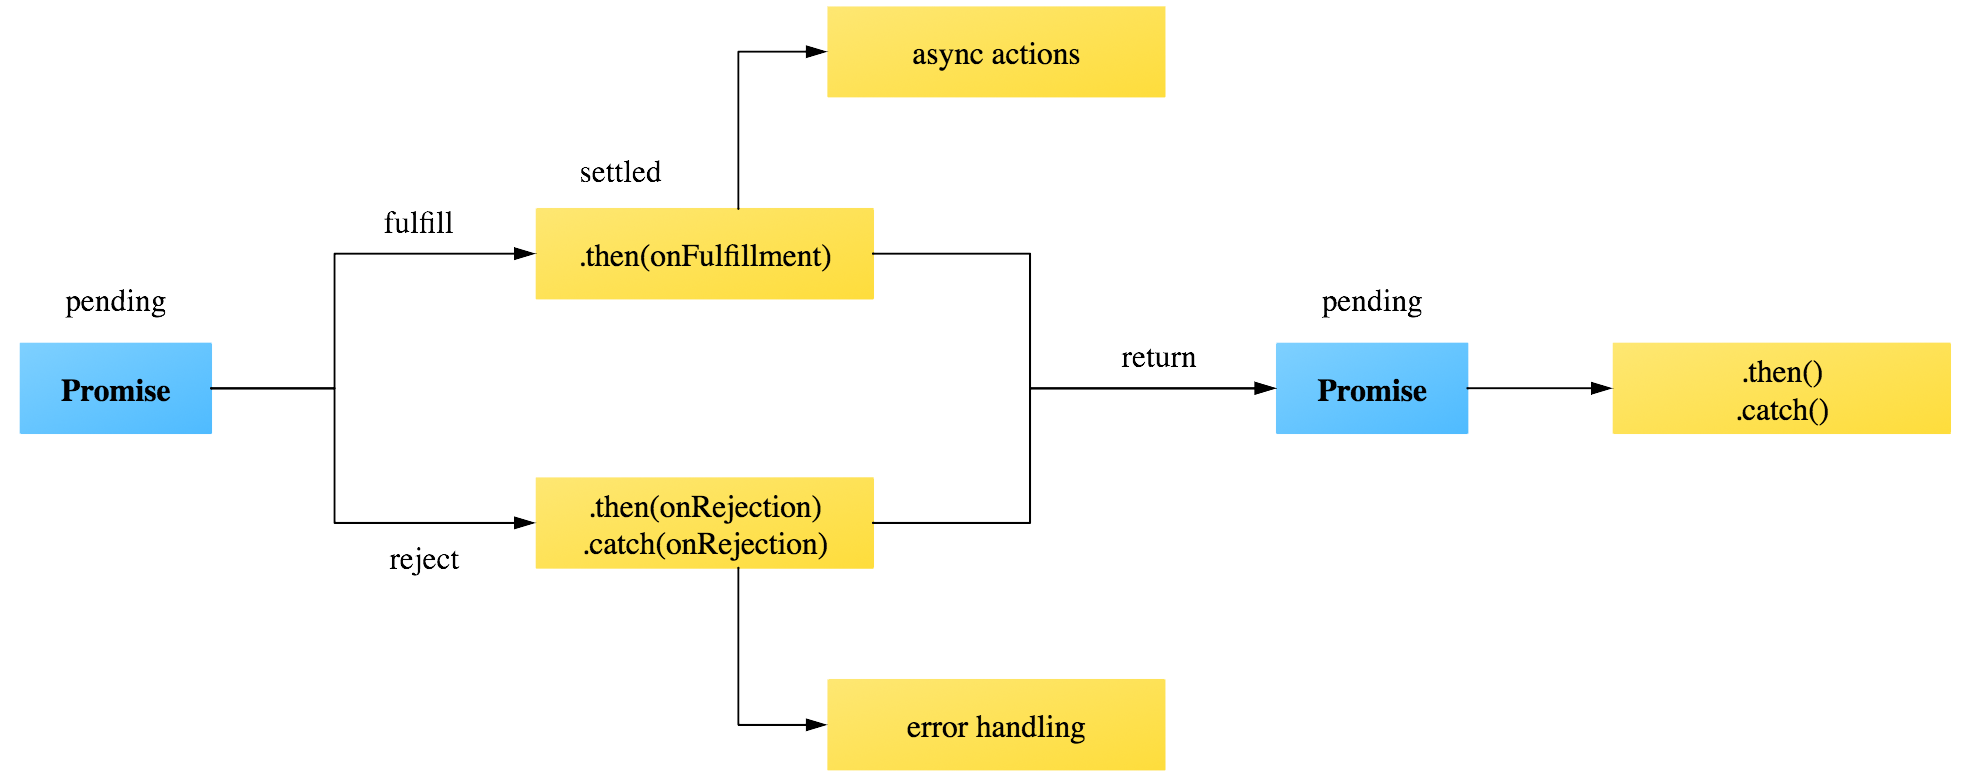 async actions
settled
fulfill
.then(onFulfillment)
pending
Promise
reject
.then(onRejection)
.catch(onRejection)
error handling
return
pending
Promise
.then()
.catch()